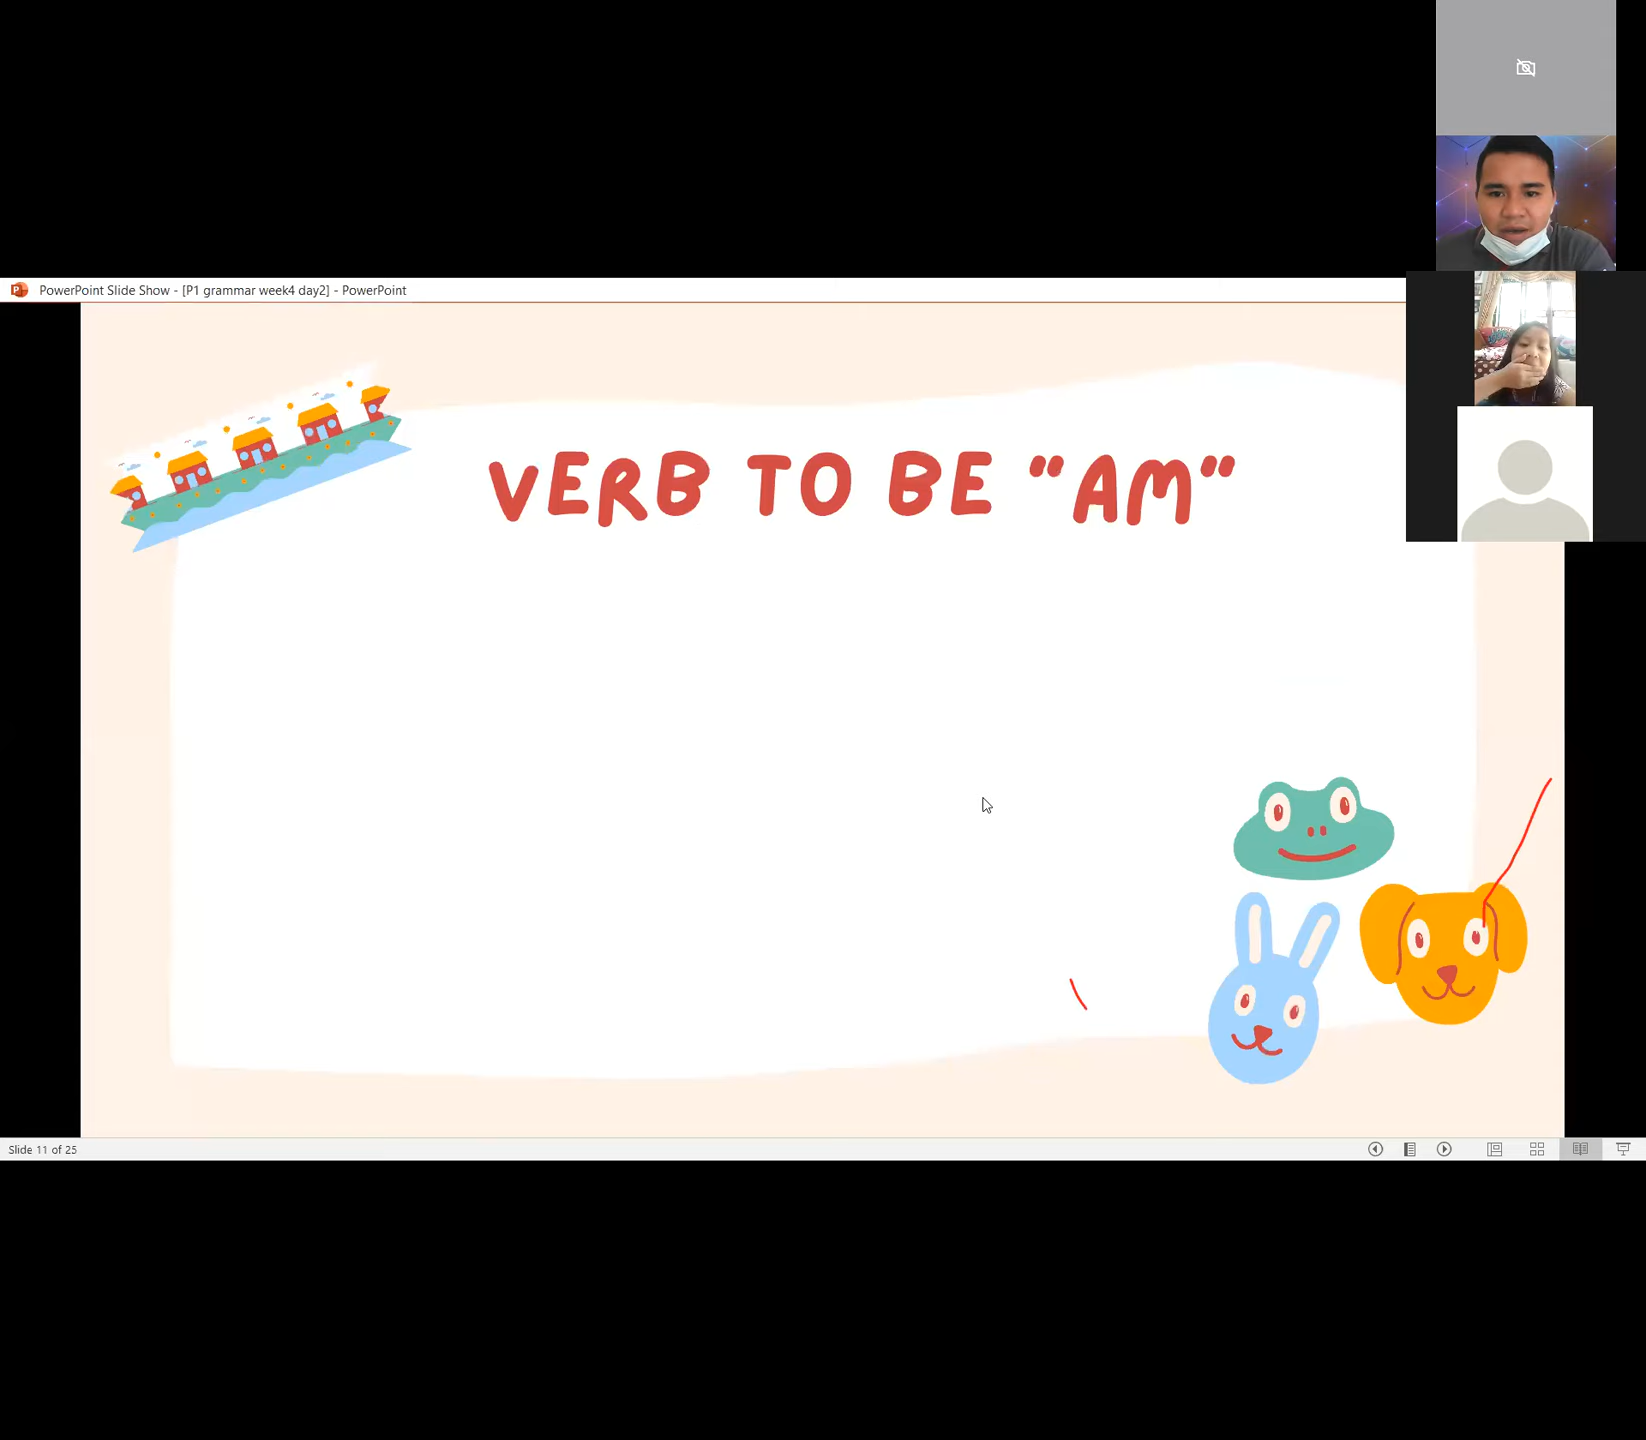 PowerPoint Slide Show - [P1 grammar week4 day2] - PowerPoint
VERB TO BE "AM"
Slide 11 of 25